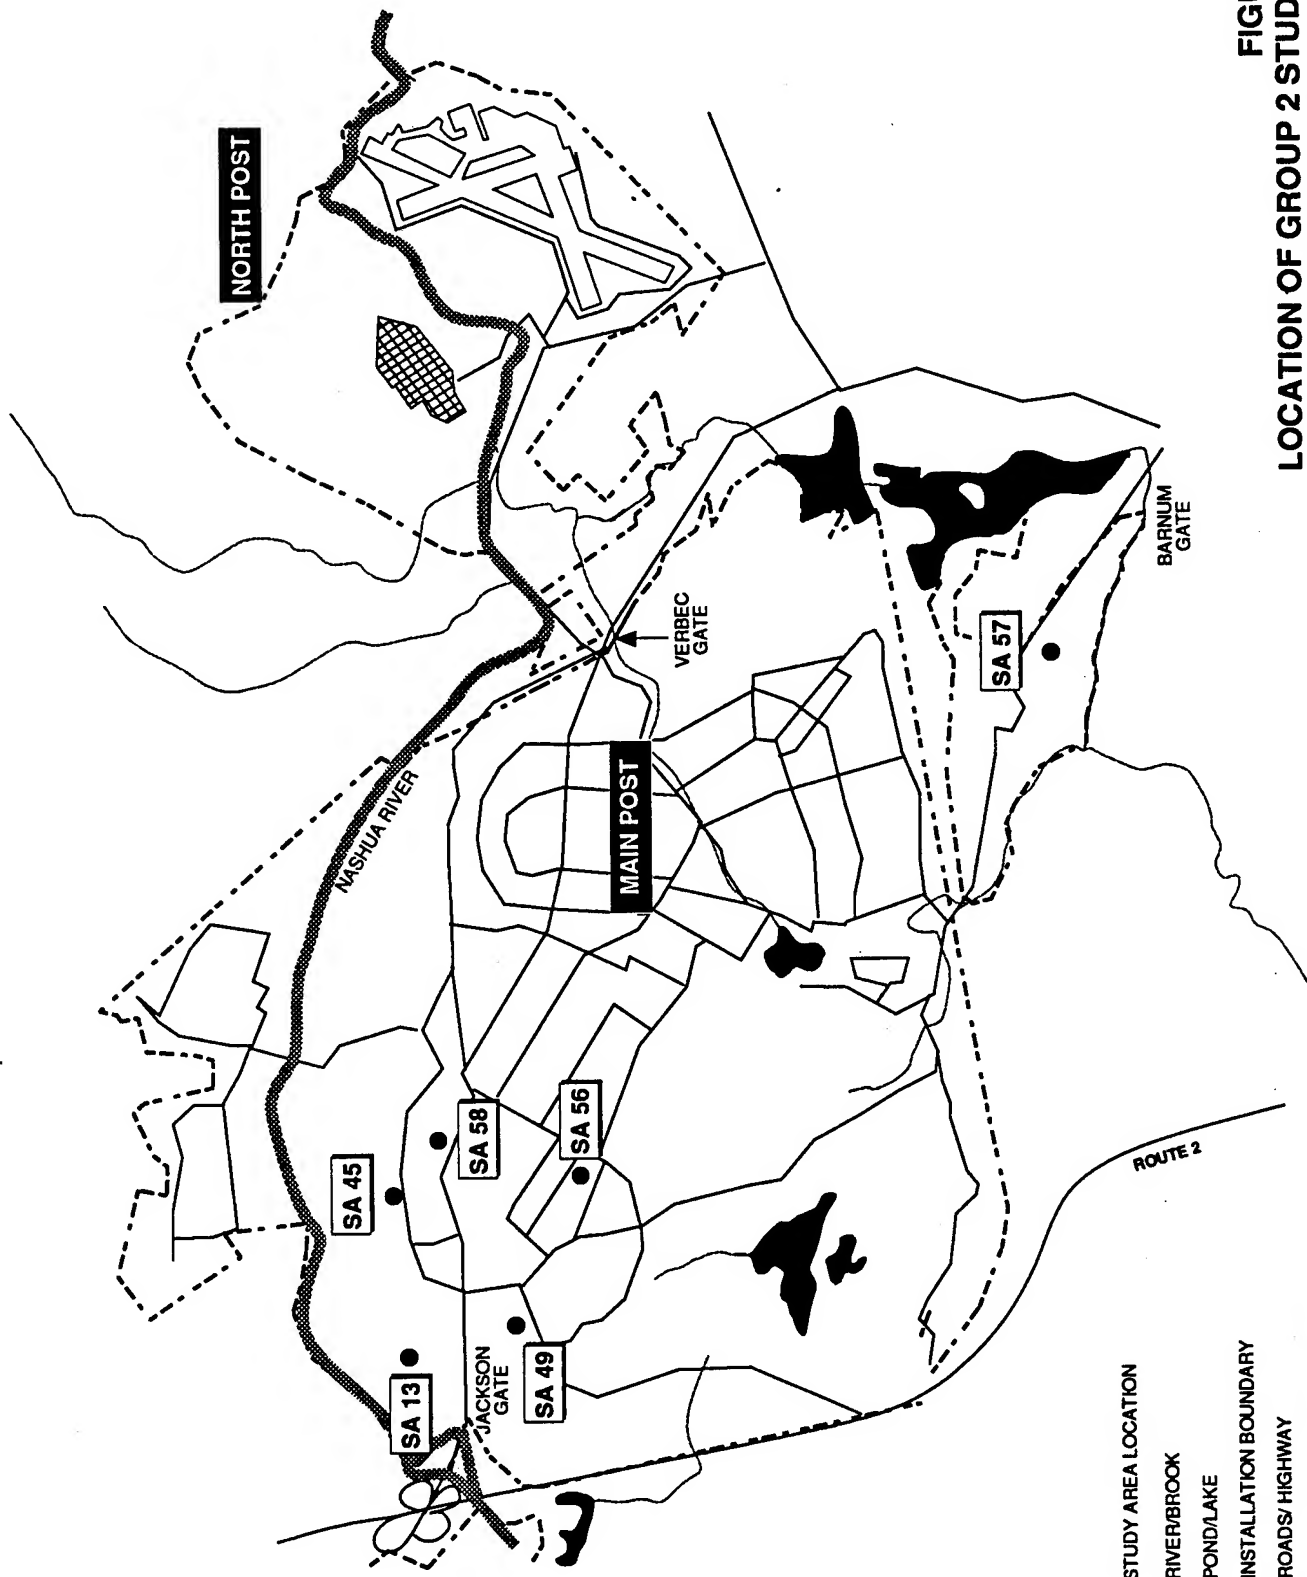 NORTH POST
NASHUA RIVER
VERBEC
GATE
MAIN POST
BARNUM
GATE
SA 57
SA 58
SA 56
SA 45
SA 13
JACKSON
GATE
SA 49
ROUTE 2
STUDY AREA LOCATION
RIVER/BROOK
POND/LAKE
INSTALLATION BOUNDARY
ROADS/ HIGHWAY
LOCATION OF GROUP 2 STUD